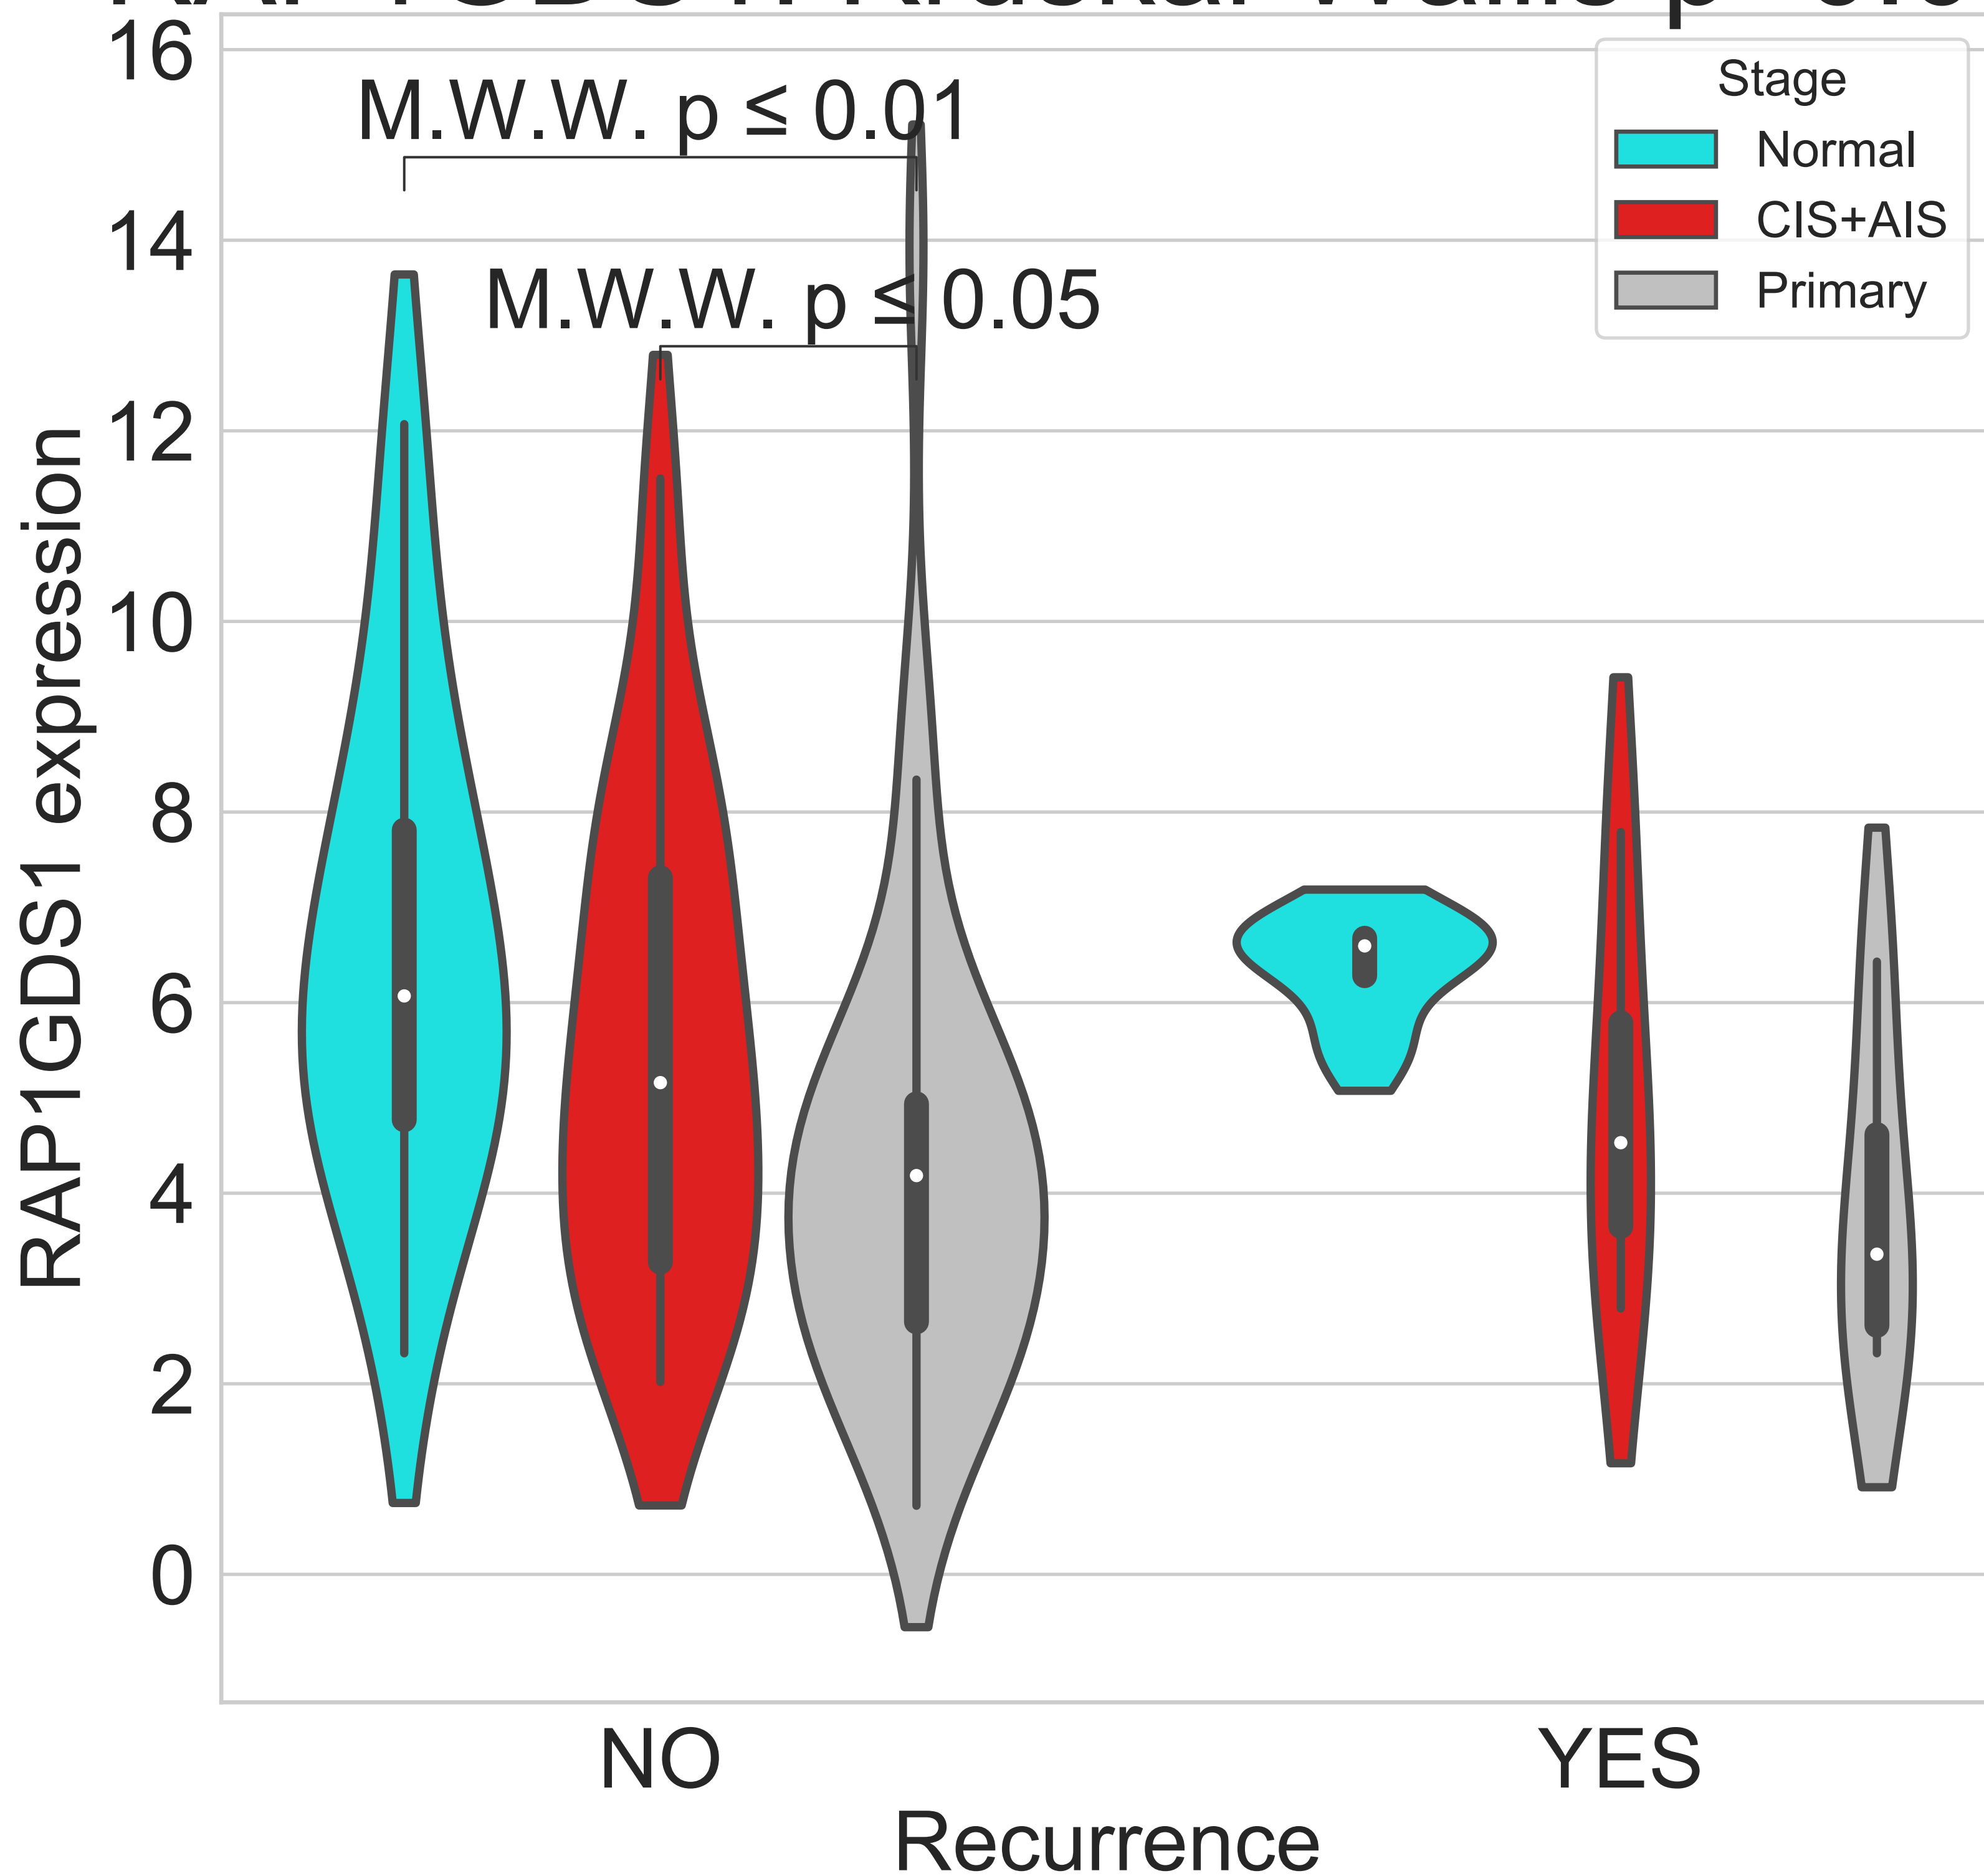 16
14
12
10
8
6
4
2
0
RAP1GDS1 expression
M.W.W. p ≤ 0.01
M.W.W. p ≤ 0.05
Stage
Normal
CIS+AIS
Primary
NO
YES
Recurrence